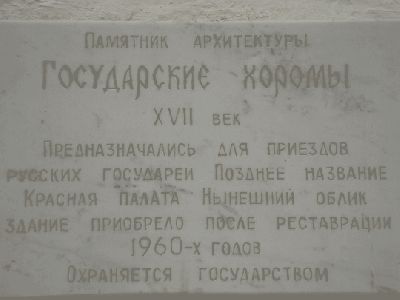 Памятник архитектуры
Государские хоромы
XVII век
Предназначались для приездов
русских государей Позднее название
Красная палата Нынешний облик
здание приобрело после реставрации
1960-х годов
Охраняется государством